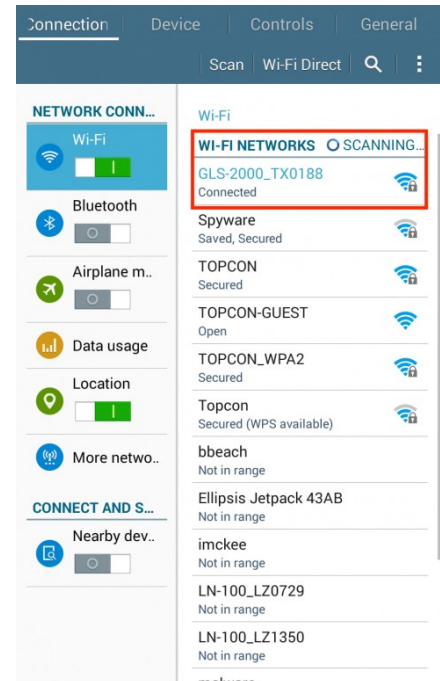 Connection Device Controls General
Scan Wi-Fi Direct
NETWORK CONN...
Wi-Fi
Bluetooth
Airplane m..
Data usage
Location
More netwo..
CONNECT AND S...
Nearby dev..
Wi-Fi
WI-FI NETWORKS SCANNING...
GLS-2000_TX0188
Connected
Spyware
Saved, Secured
TOPCON
Secured
TOPCON-GUEST
Open
TOPCON_WPA2
Secured
Topcon
Secured (WPS available)
bbeach
Not in range
Ellipsis Jetpack 43AB
Not in range
imckee
Not in range
LN-100_LZ0729
Not in range
LN-100_LZ1350
Not in range